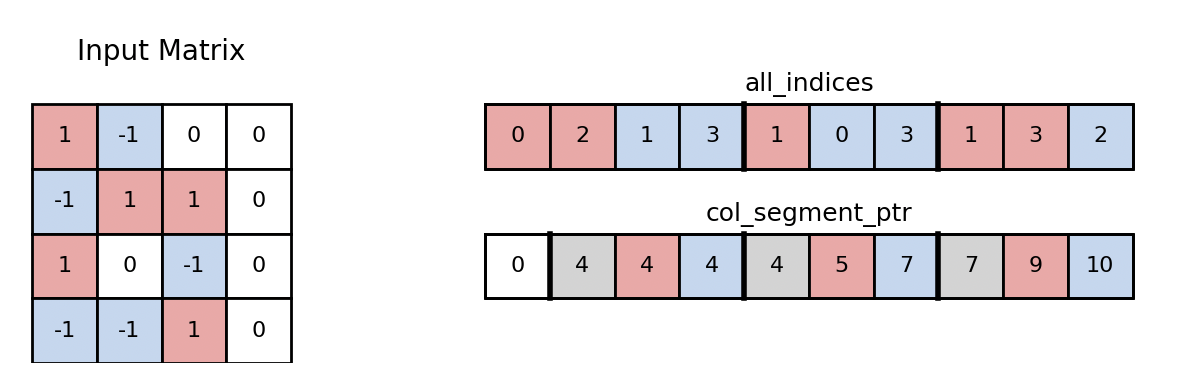 Input Matrix
1 -1 0 0
-1 1 1 0
1 0 -1 0
-1 -1 1 0
all_indices
0 2 1 3 1 0 3 1 3 2
col_segment_ptr
0 4 4 4 4 5 7 7 9 10